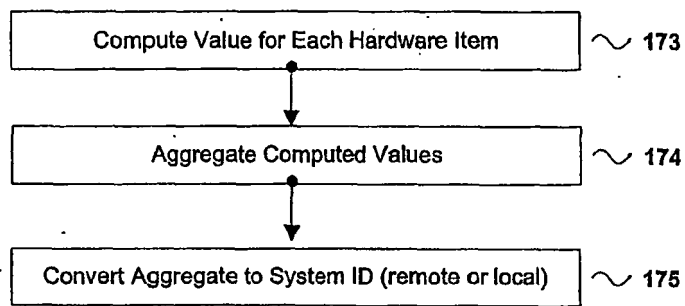 Compute Value for Each Hardware Item 173
Aggregate Computed Values 174
Convert Aggregate to System ID (remote or local) 175